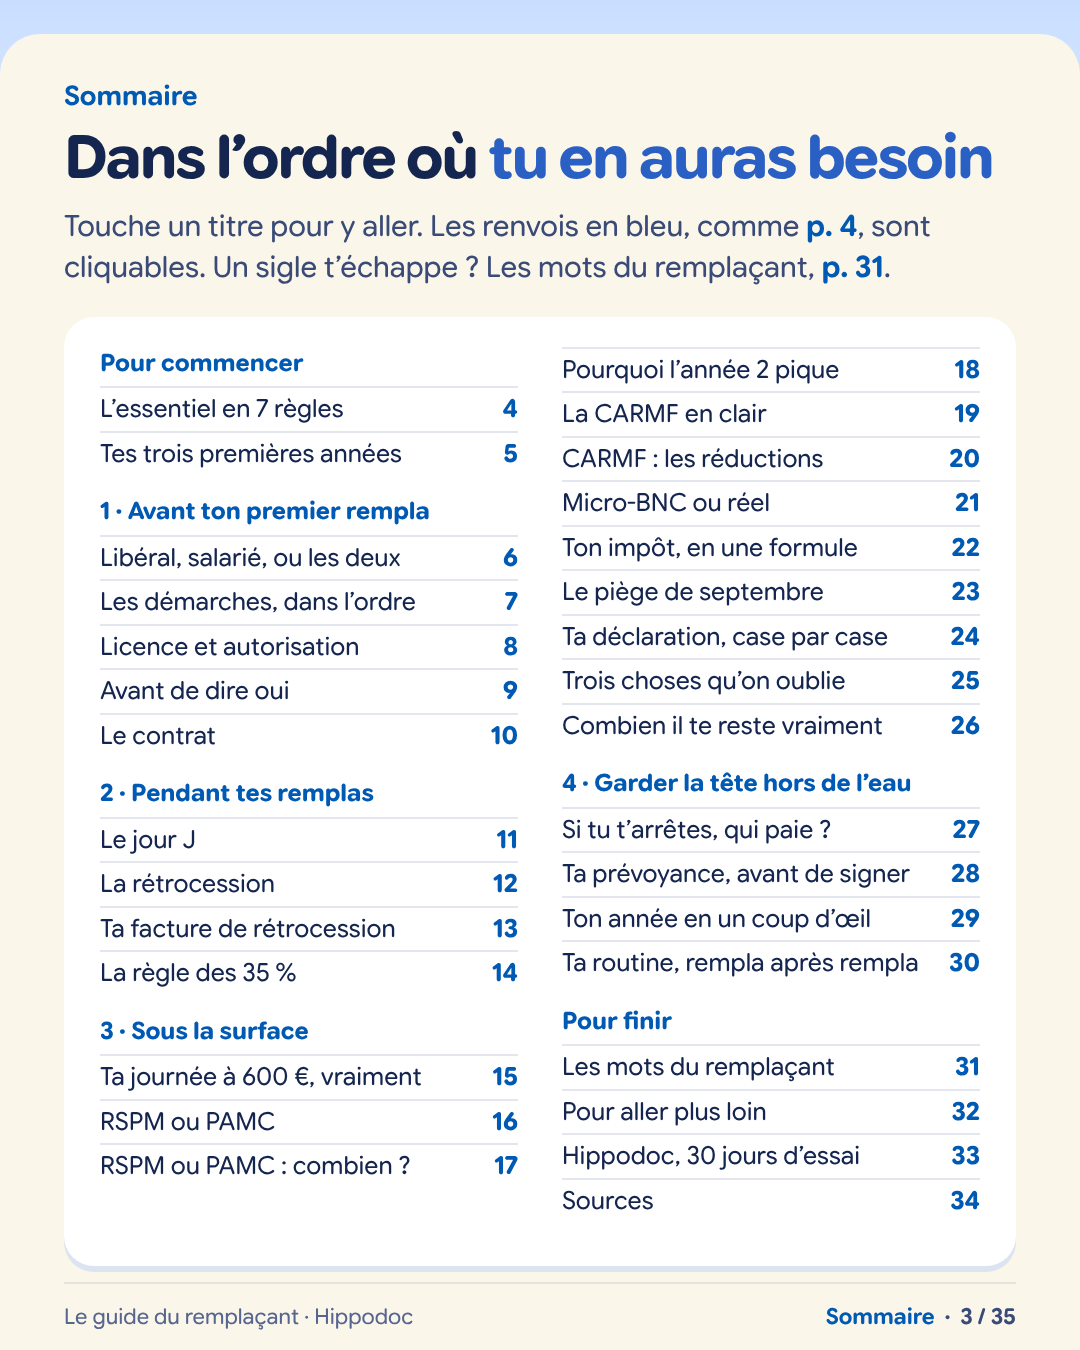 Sommaire
Dans l’ordre où tu en auras besoin
Touche un titre pour y aller. Les renvois en bleu, comme p. 4, sont
cliquables. Un sigle t’échappe ? Les mots du remplaçant, p. 31.
Pour commencer
L’essentiel en 7 règles 4
Tes trois premières années 5
1 · Avant ton premier rempla
Libéral, salarié, ou les deux 6
Les démarches, dans l’ordre 7
Licence et autorisation 8
Avant de dire oui 9
Le contrat 10
2 · Pendant tes remplas
Le jour J 11
La rétrocession 12
Ta facture de rétrocession 13
La règle des 35 % 14
3 · Sous la surface
Ta journée à 600 €, vraiment 15
RSPM ou PAMC 16
RSPM ou PAMC : combien ? 17
Pourquoi l’année 2 pique 18
La CARMF en clair 19
CARMF : les réductions 20
Micro-BNC ou réel 21
Ton impôt, en une formule 22
Le piège de septembre 23
Ta déclaration, case par case 24
Trois choses qu’on oublie 25
Combien il te reste vraiment 26
4 · Garder la tête hors de l’eau
Si tu t’arrêtes, qui paie ? 27
Ta prévoyance, avant de signer 28
Ton année en un coup d’œil 29
Ta routine, rempla après rempla 30
Pour finir
Les mots du remplaçant 31
Pour aller plus loin 32
Hippodoc, 30 jours d’essai 33
Sources 34
Le guide du remplaçant · Hippodoc
Sommaire · 3 / 35